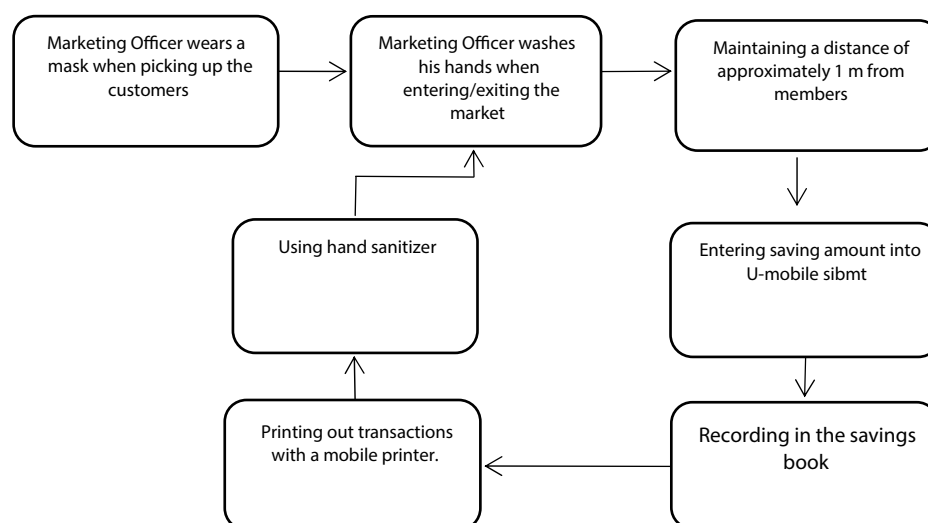 Marketing Officer wears a
mask when picking up the
customers
Marketing Officer washes
his hands when
entering/exiting the
market
Maintaining a distance of
approximately 1 m from
members
Entering saving amount into
U-mobile sibmt
Recording in the savings
book
Printing out transactions
with a mobile printer.
Using hand sanitizer